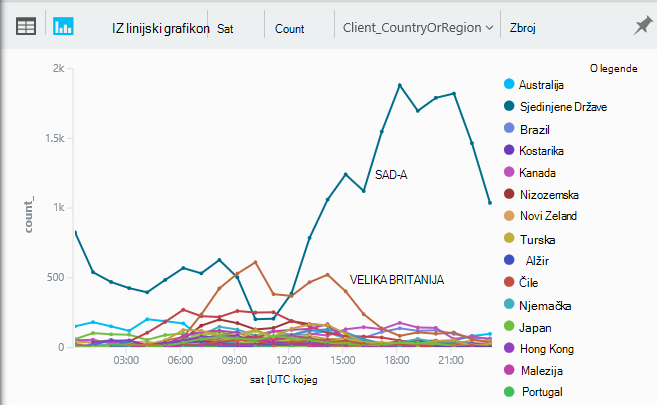 IZ linijski grafikon Sat Count Client_CountryOrRegion Zbroj
O legende
2k
1.5k
1k
500
0
count_
SAD-A
VELIKA BRITANIJA
03:00 06:00 09:00 12:00 15:00 18:00 21:00
sat [UTC kojeg
Australija
Sjedinjene Države
Brazil
Kostarika
Kanada
Nizozemska
Novi Zeland
Turska
Alžir
Čile
Njemačka
Japan
Hong Kong
Malezija
Portugal